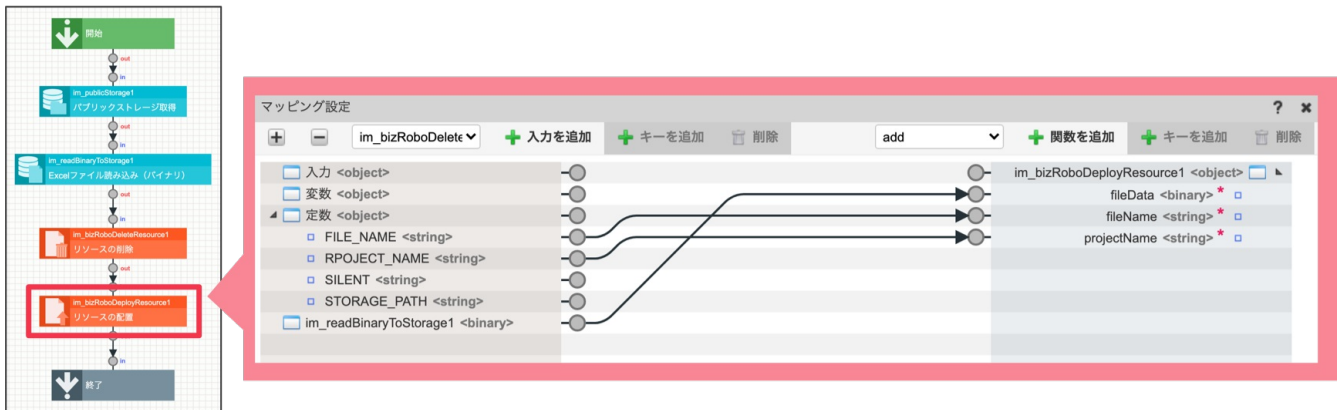 開始
out
in
im_publicStorage1
パブリックストレージ取得
out
in
im_readBinaryToStorage1
Excelファイル読み込み（バイナリ）
out
in
im_bizRoboDeleteResource1
リソースの削除
out
in
im_bizRoboDeployResource1
リソースの配置
in
終了
マッピング設定 ?
im_bizRoboDelete 入力を追加 キーを追加 削除 add 関数を追加 キーを追加 削除
入力 <object> im_bizRoboDeployResource1 <object>
変数 <object> fileData <binary> *
定数 <object> fileName <string> *
FILE_NAME <string> projectName <string> *
RPOJECT_NAME <string>
SILENT <string>
STORAGE_PATH <string>
im_readBinaryToStorage1 <binary>